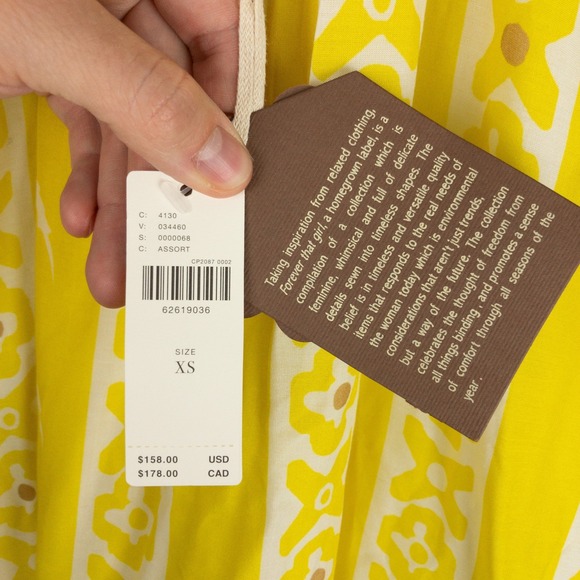 C: 4130
V: 034460
S: 0000068
C: ASSORT
CP2087 0002
62619036
SIZE
XS
$158.00 USD
$178.00 CAD
Taking inspiration from relaxed clothing,
Forever that girl, a homegrown label, is a
compilation of a collection which is
feminine, whimsical and full of delicate
details sewn into timeless shapes. The
belief is in timeless and versatile quality
items that responds to the real needs of
the woman today which is environmental
considerations that aren't just trends,
but a way of the future. The collection
celebrates the thought of freedom from
all things binding, and promotes a sense
of comfort through all seasons of the
year.